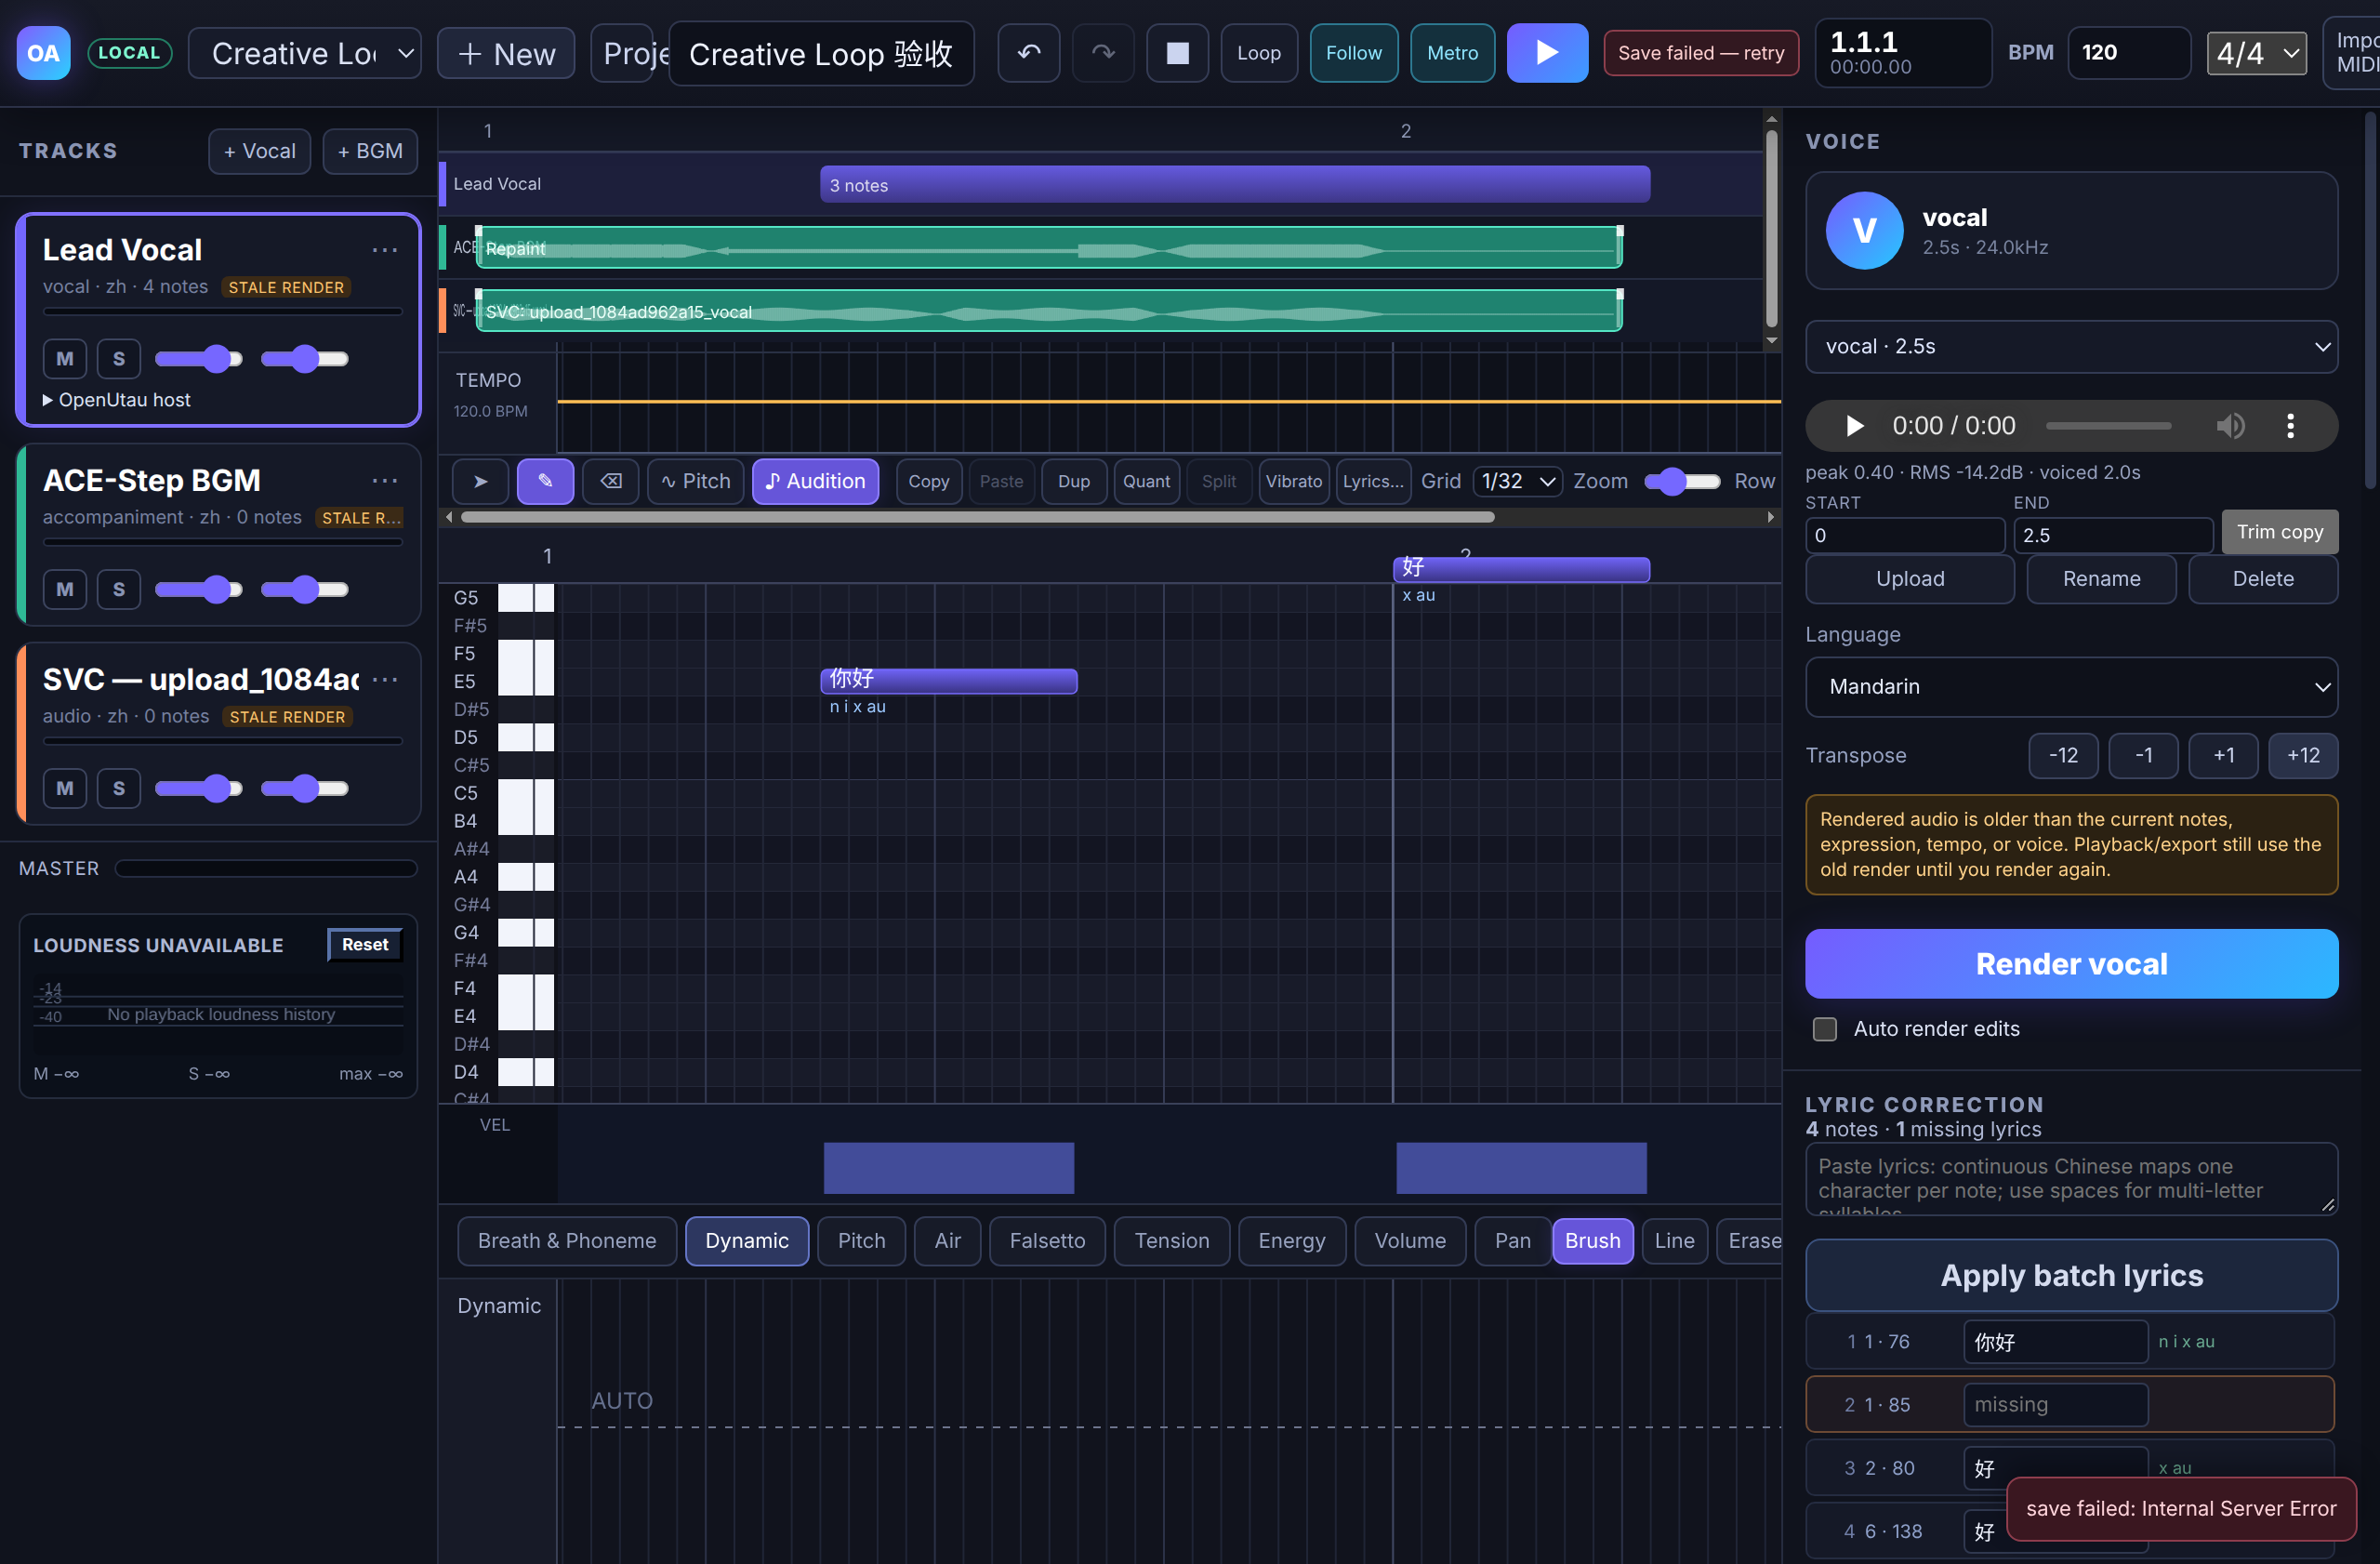 OA
LOCAL
Creative Loc
+ New
Proje
Creative Loop 验收
Loop
Follow
Metro
Save failed — retry
1.1.1
00:00.00
BPM
120
4/4
Impo
MIDI
TRACKS
+ Vocal
+ BGM
Lead Vocal
vocal · zh · 4 notes
STALE RENDER
M
S
OpenUtau host
ACE-Step BGM
accompaniment · zh · 0 notes
STALE R...
M
S
SVC — upload_1084ad
audio · zh · 0 notes
STALE RENDER
M
S
MASTER
LOUDNESS UNAVAILABLE
Reset
-14
-23
-40
No playback loudness history
M −∞
S −∞
max −∞
1
2
Lead Vocal
3 notes
Repaint
SVC: upload_1084ad962a15_vocal
TEMPO
120.0 BPM
Pitch
Audition
Copy
Paste
Dup
Quant
Split
Vibrato
Lyrics...
Grid
1/32
Zoom
Row
1
2
好
x au
你好
n i x au
G5
F#5
F5
E5
D#5
D5
C#5
C5
B4
A#4
A4
G#4
G4
F#4
F4
E4
D#4
D4
C#4
VEL
Breath & Phoneme
Dynamic
Pitch
Air
Falsetto
Tension
Energy
Volume
Pan
Brush
Line
Erase
Dynamic
AUTO
VOICE
V
vocal
2.5s · 24.0kHz
vocal · 2.5s
0:00 / 0:00
peak 0.40 · RMS -14.2dB · voiced 2.0s
START
END
0
2.5
Trim copy
Upload
Rename
Delete
Language
Mandarin
Transpose
-12
-1
+1
+12
Rendered audio is older than the current notes,
expression, tempo, or voice. Playback/export still use the
old render until you render again.
Render vocal
Auto render edits
LYRIC CORRECTION
4 notes · 1 missing lyrics
Paste lyrics: continuous Chinese maps one
character per note; use spaces for multi-letter
syllables
Apply batch lyrics
1 1 · 76 你好 n i x au
2 1 · 85 missing
3 2 · 80 好 x au
4 6 · 138 好
save failed: Internal Server Error